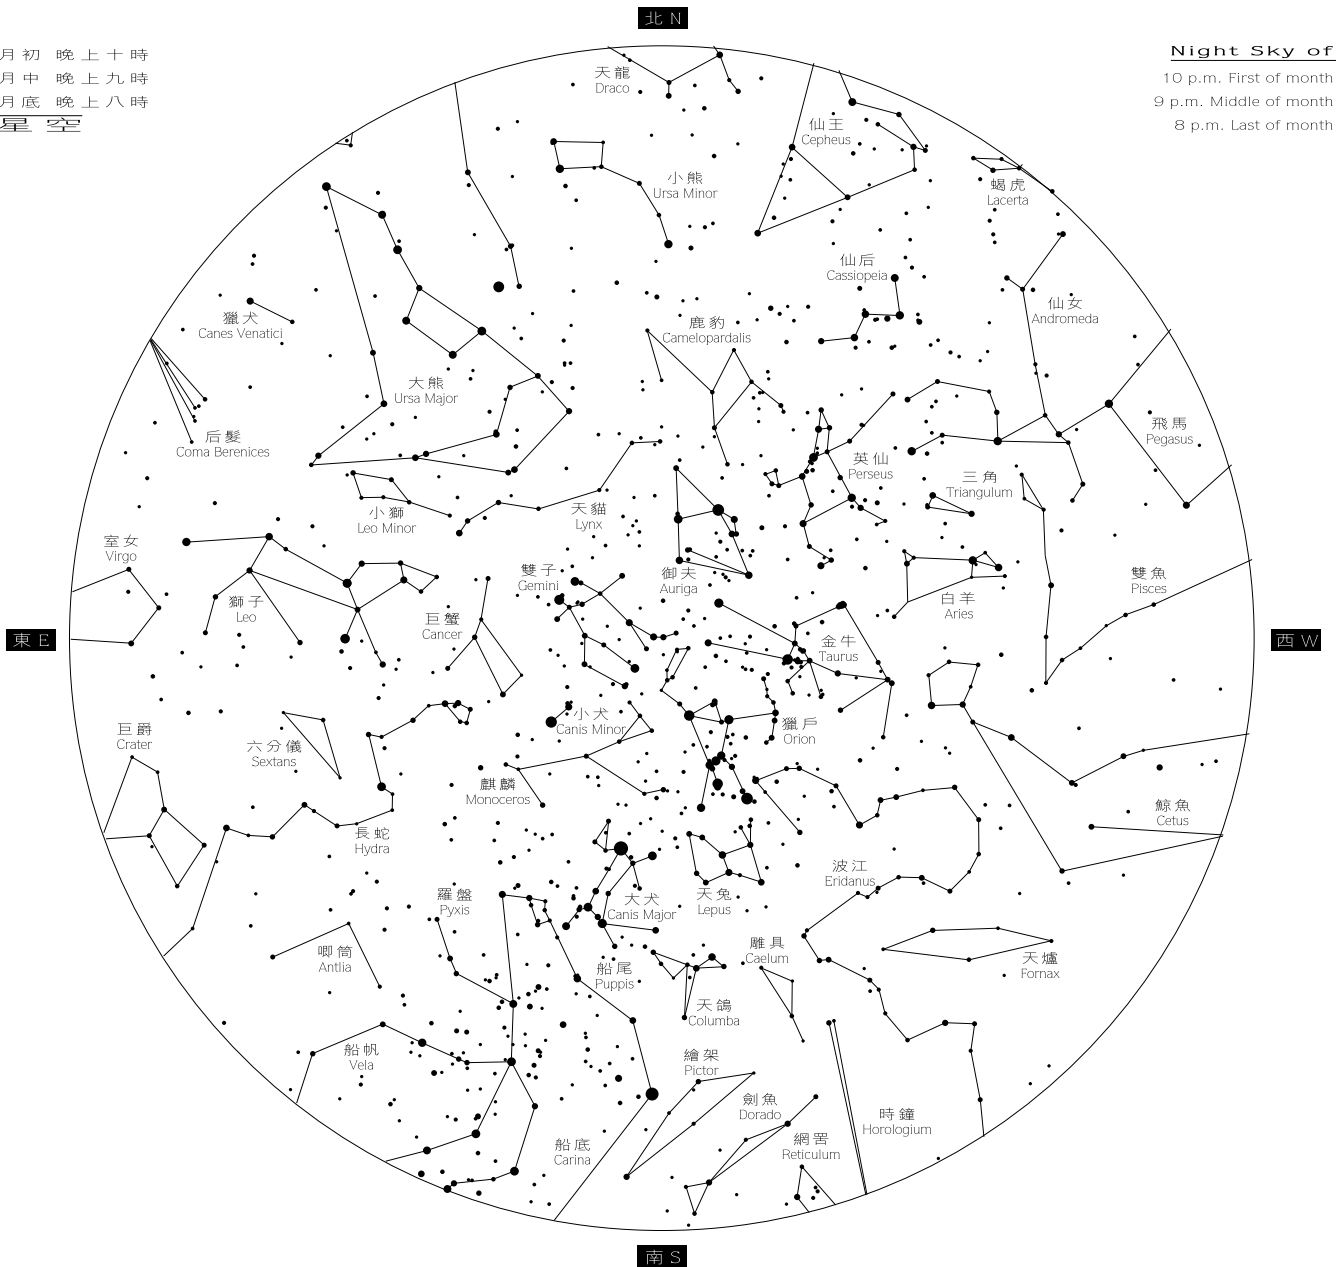 北 N
月初 晚上十時
月中 晚上九時
月底 晚上八時
星空
Night Sky of
10 p.m. First of month
9 p.m. Middle of month
8 p.m. Last of month
天龍
Draco
仙王
Cepheus
小熊
Ursa Minor
蝎虎
Lacerta
仙后
Cassiopeia
仙女
Andromeda
獵犬
Canes Venatici
鹿豹
Camelopardalis
大熊
Ursa Major
后髮
Coma Berenices
飛馬
Pegasus
英仙
Perseus
三角
Triangulum
小獅
Leo Minor
天貓
Lynx
室女
Virgo
雙子
Gemini
御夫
Auriga
雙魚
Pisces
獅子
Leo
白羊
Aries
巨蟹
Cancer
金牛
Taurus
東 E
西 W
小犬
Canis Minor
獵戶
Orion
巨爵
Crater
六分儀
Sextans
麒麟
Monoceros
鯨魚
Cetus
長蛇
Hydra
波江
Eridanus
羅盤
Pyxis
大犬
Canis Major
天兔
Lepus
唧筒
Antlia
船尾
Puppis
雕具
Caelum
天爐
Fornax
天鴿
Columba
船帆
Vela
繪架
Pictor
劍魚
Dorado
時鐘
Horologium
船底
Carina
網罟
Reticulum
南 S